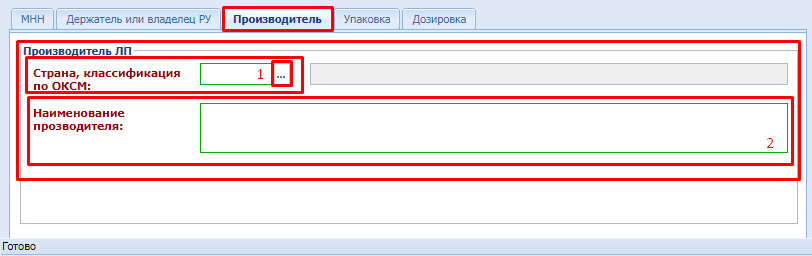 МНН Держатель или владелец РУ Производитель Упаковка Дозировка
Производитель ЛП
Страна, классификация 1 ...
по ОКСМ:
Наименование
прозводителя:
2
Готово